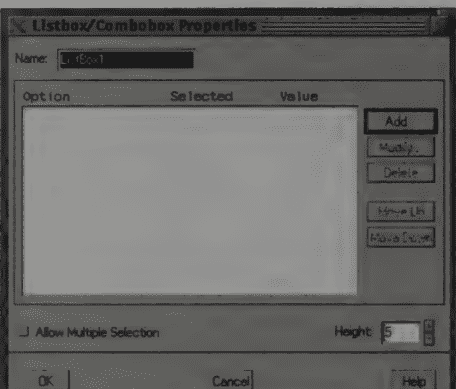 Listbox/Combobox Properties
Name: ListBox1
Option Selected Value
Add
Modify.
Delete
Move Up
Move Down
Allow Multiple Selection
Height: 5
OK Cancel Help